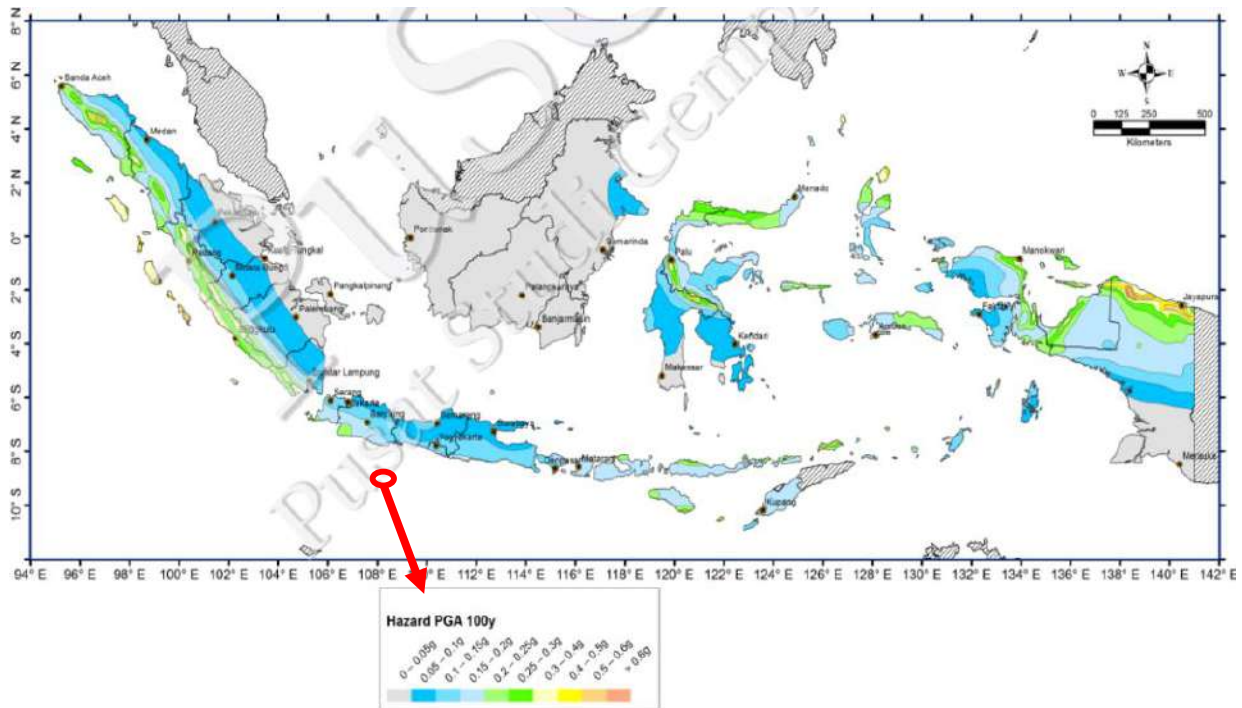 8° N
6° N
4° N
2° N
0°
2° S
4° S
6° S
8° S
10° S
N
W
S
0 125 250 500
Kilometers
Banda Aceh
Medan
Manado
Pontianak
Samarinda
Palu
Manokwari
Padang
Kuala Tungkal
Pangkalpinang
Palangkaraya
Jayapura
Palembang
Banjarmasin
Kendari
Makassar
Bandar Lampung
Serang
Jakarta
Bandung
Semarang
Surabaya
Yogyakarta
Denpasar
Mataram
Merauke
Kupang
Pusat Studi Gemp
94° E 96° E 98° E 100° E 102° E 104° E 106° E 108° E 110° E 112° E 114° E 116° E 118° E 120° E 122° E 124° E 126° E 128° E 130° E 132° E 134° E 136° E 138° E 140° E 142° E
Hazard PGA 100y
0 – 0.05g
0.05 – 0.1g
0.1 – 0.15g
0.15 – 0.2g
0.2 – 0.25g
0.25 – 0.3g
0.3 – 0.4g
0.4 – 0.5g
0.5 – 0.6g
> 0.6g